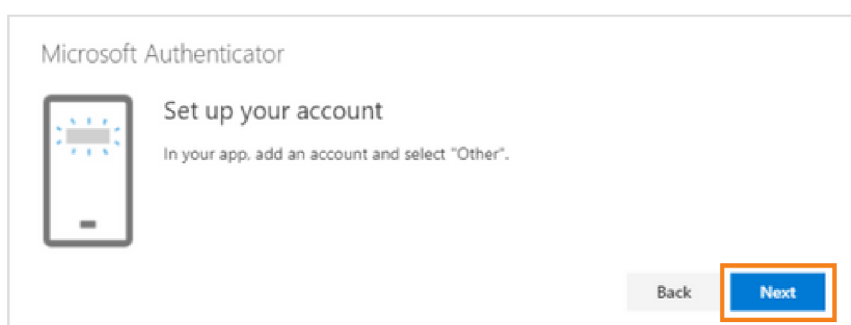 Microsoft Authenticator
Set up your account
In your app, add an account and select "Other".
Back
Next